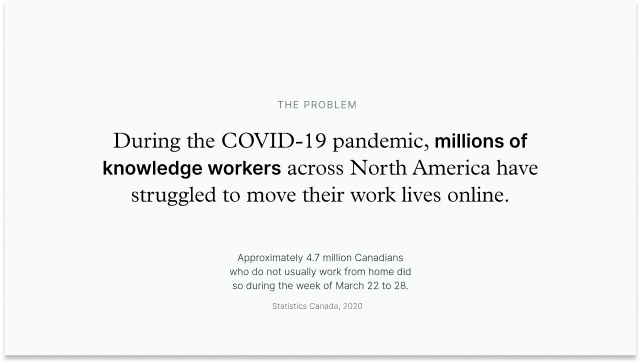 THE PROBLEM
During the COVID-19 pandemic, millions of
knowledge workers across North America have
struggled to move their work lives online.
Approximately 4.7 million Canadians
who do not usually work from home did
so during the week of March 22 to 28.
Statistics Canada, 2020